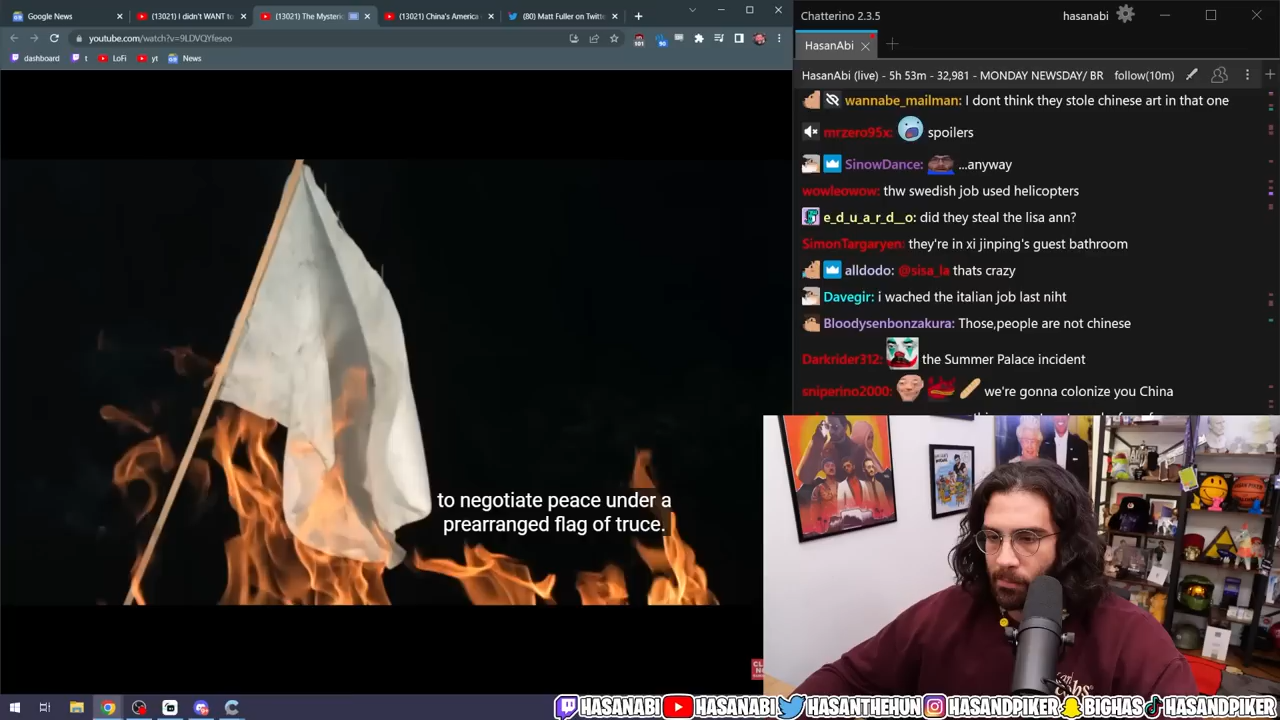 Google News
(13021) I didn't WANT to
(13021) The Mysteri
(13021) China's America
(80) Matt Fuller on Twitt
youtube.com/watch?v=9LDVQYfeseo
dashboard
t
LoFi
yt
News
to negotiate peace under a
prearranged flag of truce.
Chatterino 2.3.5
hasanabi
HasanAbi
HasanAbi (live) - 5h 53m - 32,981 - MONDAY NEWSDAY/ BR
follow(10m)
wannabe_mailman: I dont think they stole chinese art in that one
mrzero95x: spoilers
SinowDance: ...anyway
wowleowow: thw swedish job used helicopters
e_d_u_a_r_d__o: did they steal the lisa ann?
SimonTargaryen: they're in xi jinping's guest bathroom
alldodo: @sisa_la thats crazy
Davegir: i wached the italian job last niht
Bloodysenbonzakura: Those,people are not chinese
Darkrider312: the Summer Palace incident
sniperino2000: we're gonna colonize you China
HASANABI HASANABI HASANTHEHUN HASANDPIKER BIGHAS HASANDPIKER